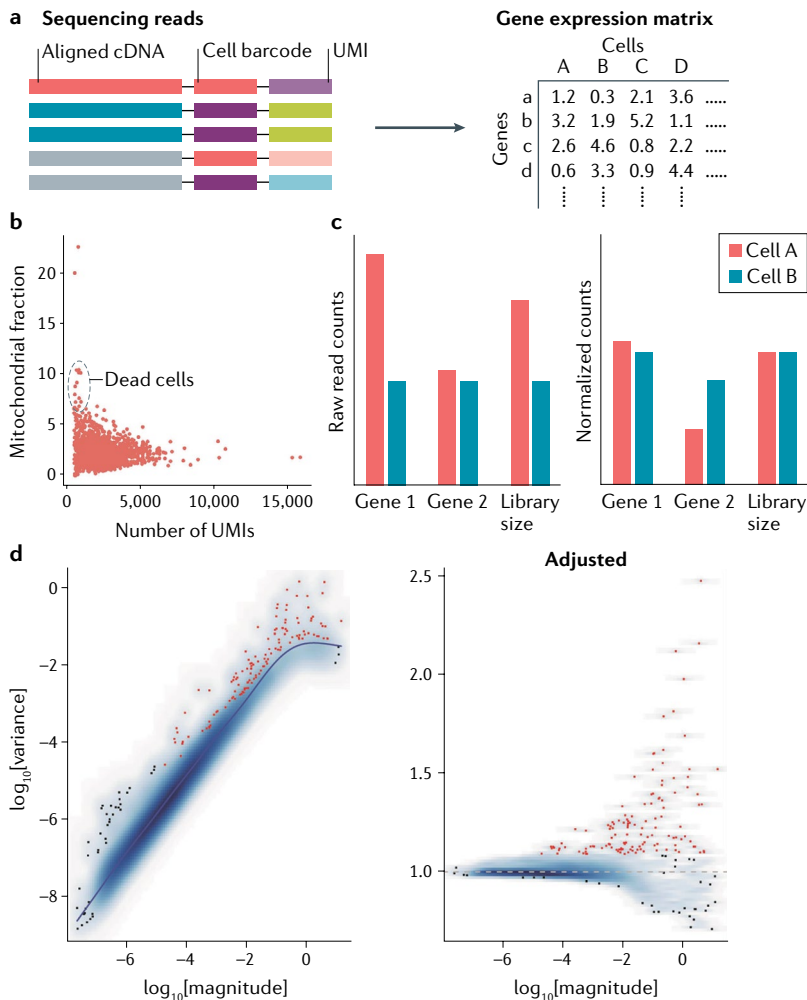 a Sequencing reads
Aligned cDNA Cell barcode UMI
Gene expression matrix
Cells
A B C D
Genes
a 1.2 0.3 2.1 3.6 .....
b 3.2 1.9 5.2 1.1 .....
c 2.6 4.6 0.8 2.2 .....
d 0.6 3.3 0.9 4.4 .....
b
Mitochondrial fraction
20
15
10
5
0
Dead cells
0 5,000 10,000 15,000
Number of UMIs
c
Raw read counts
Gene 1 Gene 2 Library
size
Cell A
Cell B
Normalized counts
Gene 1 Gene 2 Library
size
d
log10[variance]
0
−2
−4
−6
−8
−6 −4 −2 0
log10[magnitude]
Adjusted
2.5
2.0
1.5
1.0
−6 −4 −2 0
log10[magnitude]